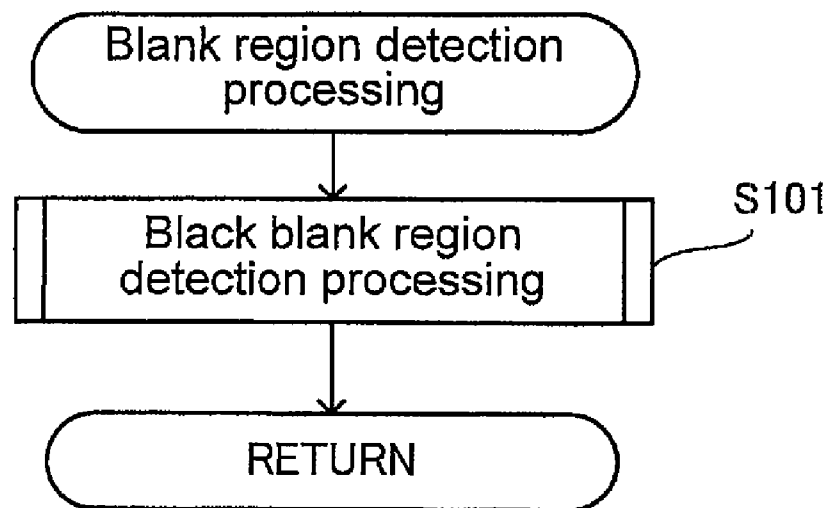 Blank region detection
processing
S101
Black blank region
detection processing
RETURN